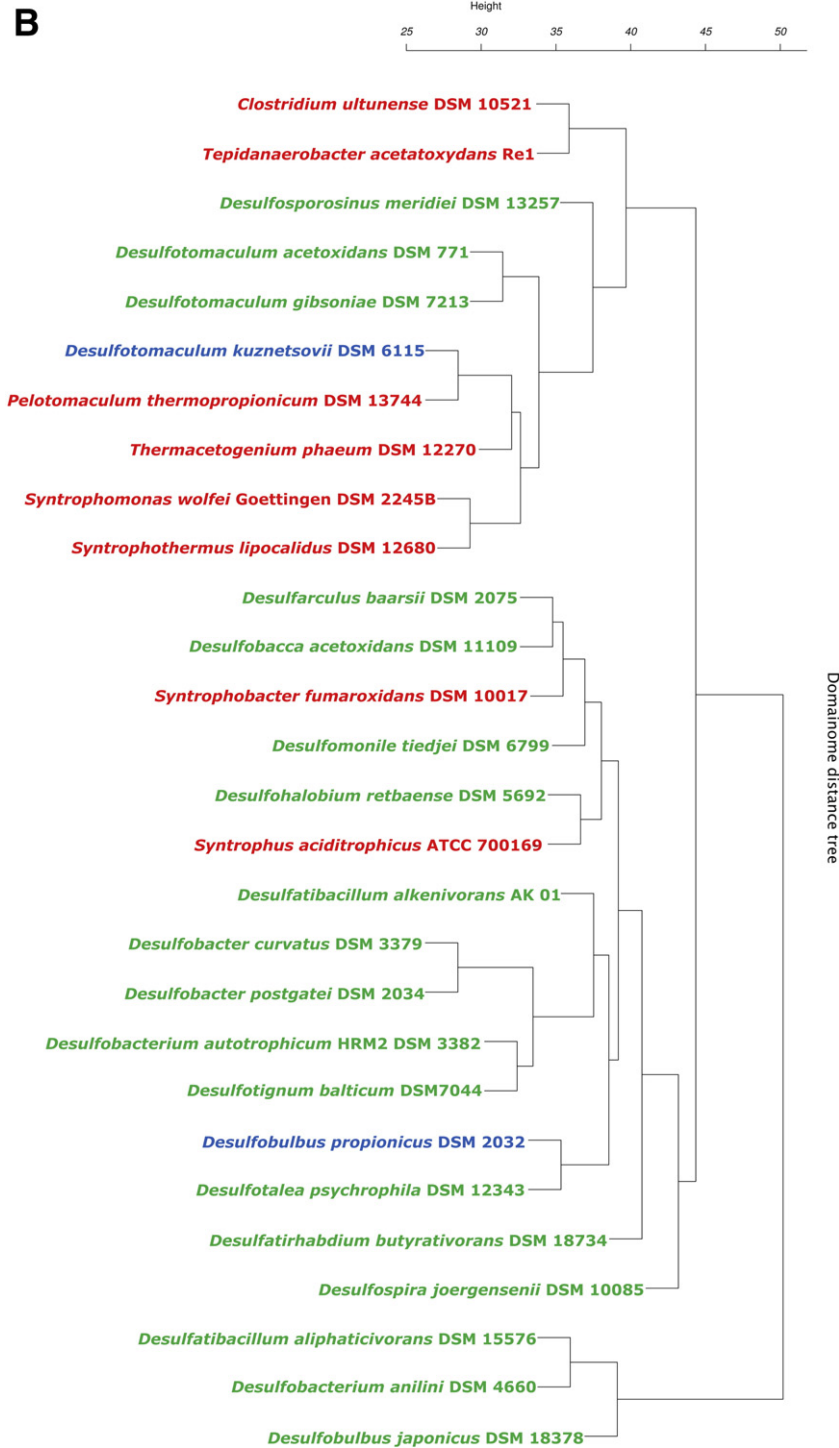 B
Height
25 30 35 40 45 50
Clostridium ultunense DSM 10521
Tepidanaerobacter acetatoxydans Re1
Desulfosporosinus meridiei DSM 13257
Desulfotomaculum acetoxidans DSM 771
Desulfotomaculum gibsoniae DSM 7213
Desulfotomaculum kuznetsovii DSM 6115
Pelotomaculum thermopropionicum DSM 13744
Thermacetogenium phaeum DSM 12270
Syntrophomonas wolfei Goettingen DSM 2245B
Syntrophothermus lipocalidus DSM 12680
Desulfarculus baarsii DSM 2075
Desulfobacca acetoxidans DSM 11109
Syntrophobacter fumaroxidans DSM 10017
Desulfomonile tiedjei DSM 6799
Desulfohalobium retbaense DSM 5692
Syntrophus aciditrophicus ATCC 700169
Desulfatibacillum alkenivorans AK 01
Desulfobacter curvatus DSM 3379
Desulfobacter postgatei DSM 2034
Desulfobacterium autotrophicum HRM2 DSM 3382
Desulfotignum balticum DSM7044
Desulfobulbus propionicus DSM 2032
Desulfotalea psychrophila DSM 12343
Desulfatirhabdium butyrativorans DSM 18734
Desulfospira joergensenii DSM 10085
Desulfatibacillum aliphaticivorans DSM 15576
Desulfobacterium anilini DSM 4660
Desulfobulbus japonicus DSM 18378
Domainome distance tree